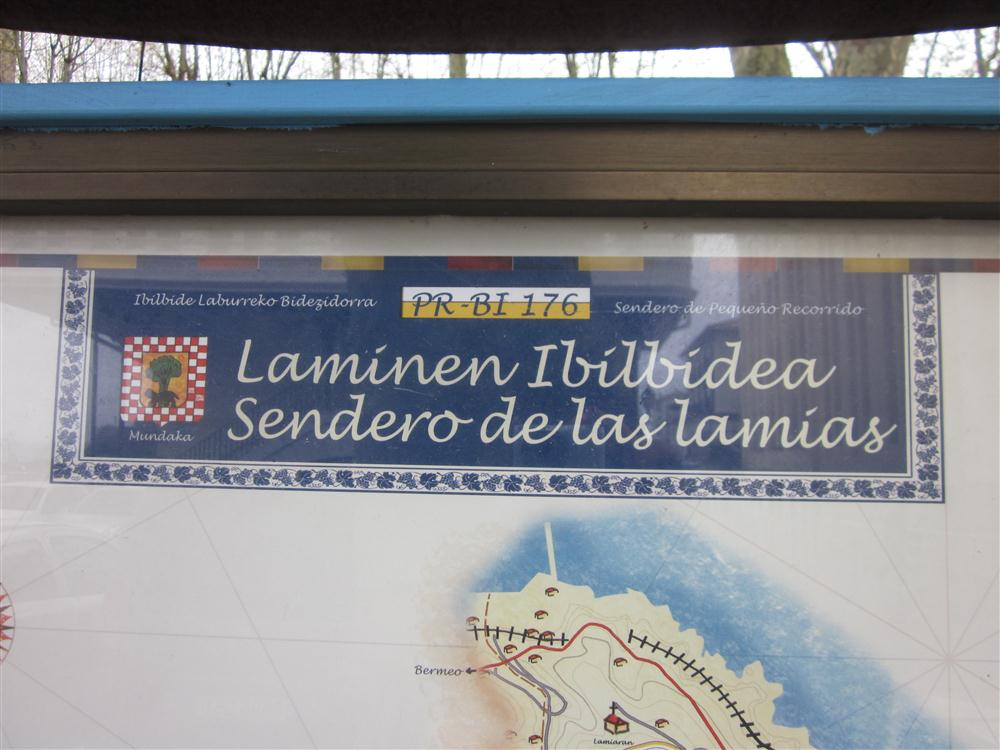 Ibilbide Laburreko Bidezidorra PR-BI 176 Sendero de Pequeño Recorrido
Laminen Ibilbidea
Sendero de las lamias
Mundaka
Bermeo
Lamiaran